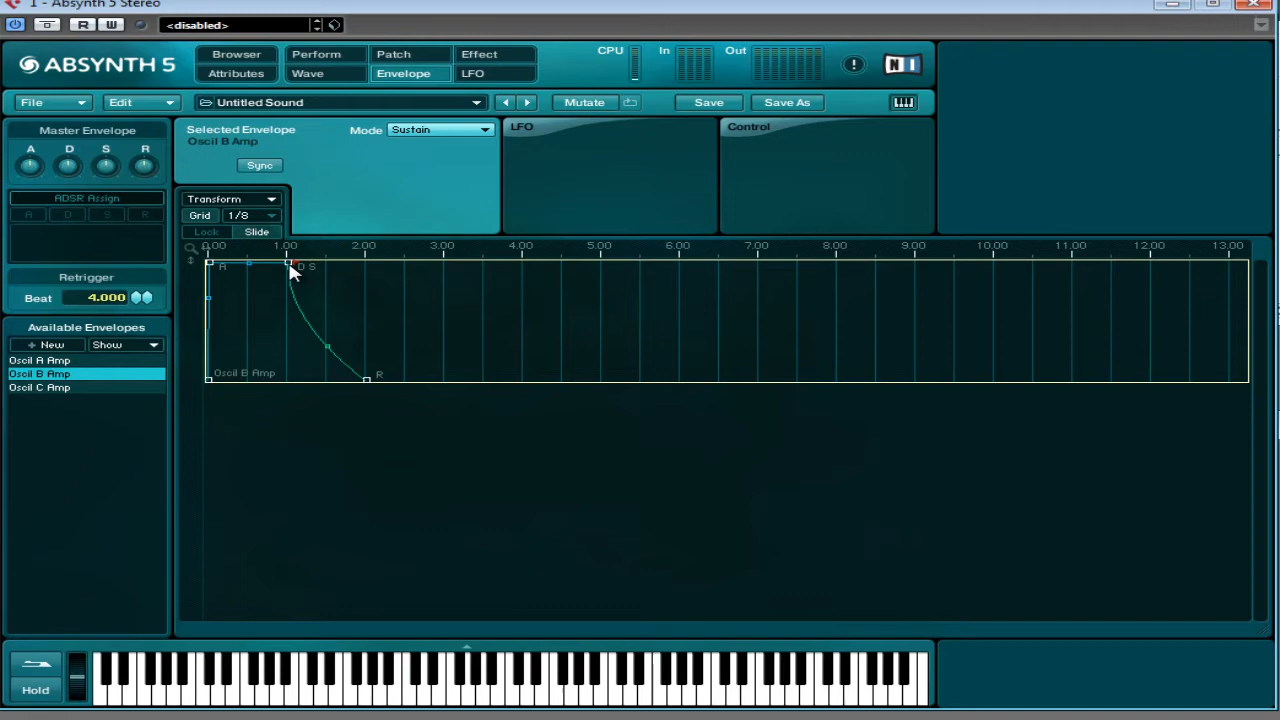 1 - Absynth 5 Stereo
R W <disabled>
ABSYNTH 5
Browser Perform Patch Effect
Attributes Wave Envelope LFO
CPU In Out ! NI
File Edit Untitled Sound Mutate Save Save As
Master Envelope
A D S R
ADSR Assign
A D S R
Retrigger
Beat 4.000
Available Envelopes
+ New Show
Oscil A Amp
Oscil B Amp
Oscil C Amp
Selected Envelope
Oscil B Amp
Mode Sustain
Sync
LFO
Control
Transform
Grid 1/8
Lock Slide
0.00 1.00 2.00 3.00 4.00 5.00 6.00 7.00 8.00 9.00 10.00 11.00 12.00 13.00
A D S
Oscil B Amp R
Hold